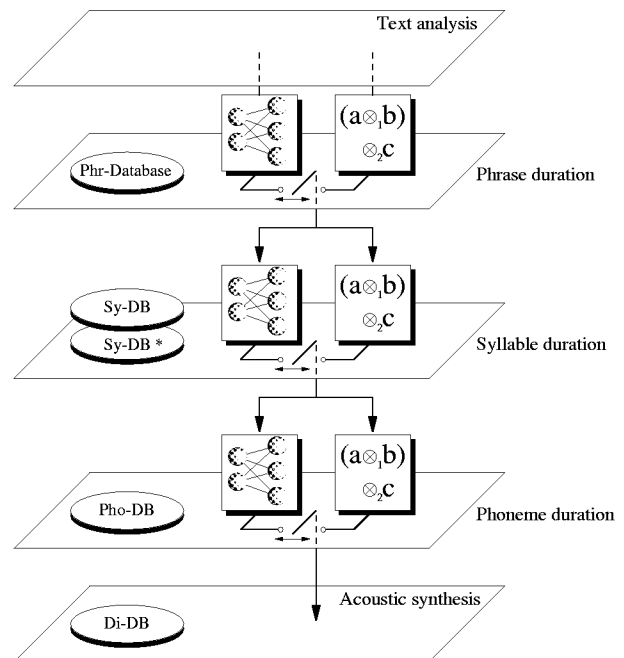 Text analysis
(a⊗₁b)
⊗₂c
Phr-Database
Phrase duration
(a⊗₁b)
⊗₂c
Sy-DB
Sy-DB *
Syllable duration
(a⊗₁b)
⊗₂c
Pho-DB
Phoneme duration
Acoustic synthesis
Di-DB